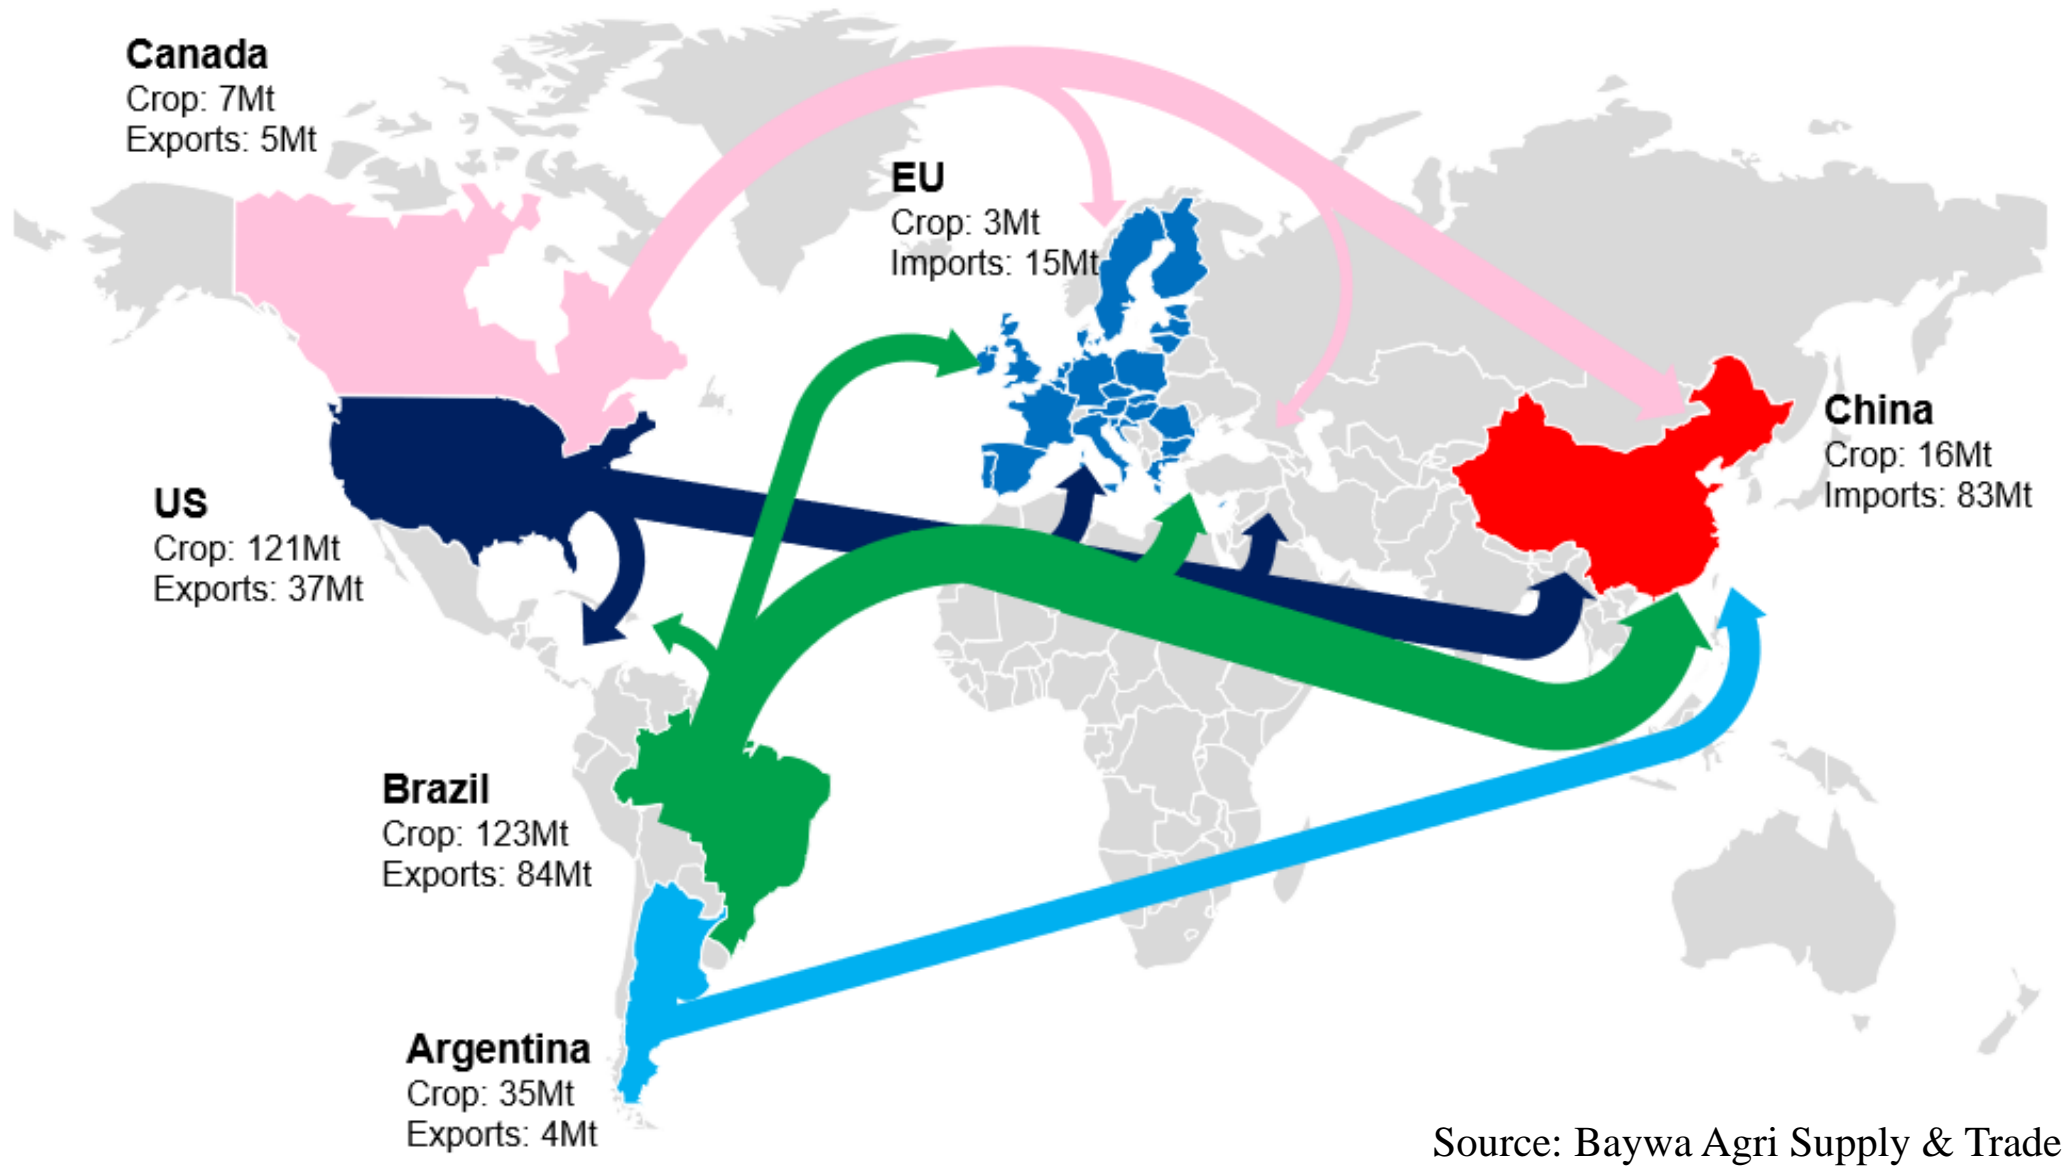 Canada
Crop: 7Mt
Exports: 5Mt
EU
Crop: 3Mt
Imports: 15Mt
China
Crop: 16Mt
Imports: 83Mt
US
Crop: 121Mt
Exports: 37Mt
Brazil
Crop: 123Mt
Exports: 84Mt
Argentina
Crop: 35Mt
Exports: 4Mt
Source: Baywa Agri Supply & Trade